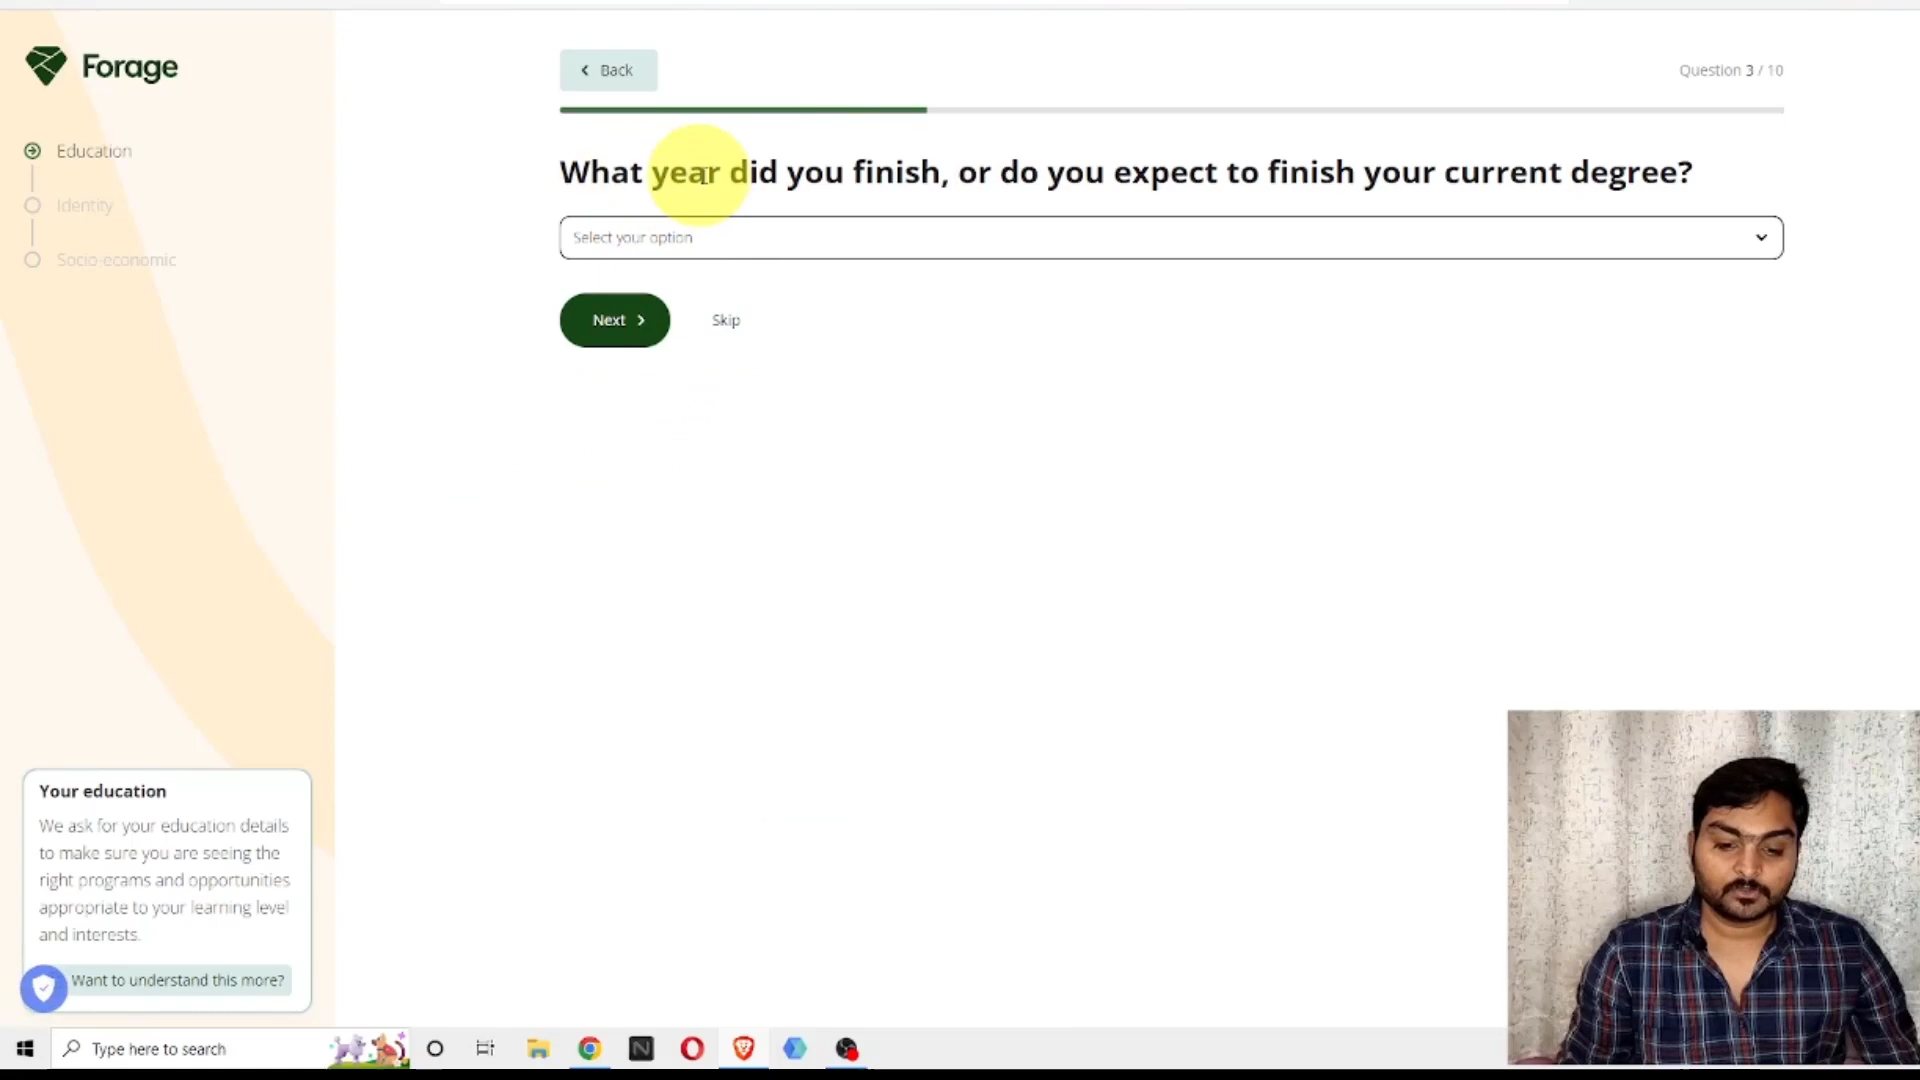 Forage
Education
Identity
Socio-economic
Back
Question 3 / 10
What year did you finish, or do you expect to finish your current degree?
Select your option
Next
Skip
Your education
We ask for your education details
to make sure you are seeing the
right programs and opportunities
appropriate to your learning level
and interests.
Want to understand this more?
Type here to search